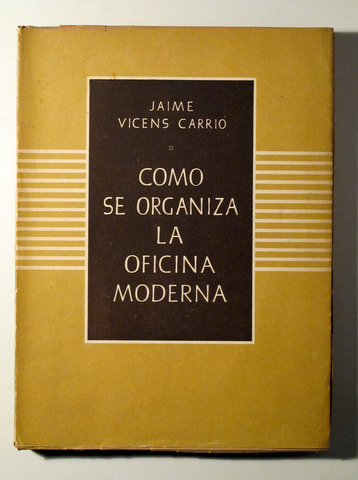 JAIME
VICENS CARRIÓ
::
COMO
SE ORGANIZA
LA
OFICINA
MODERNA